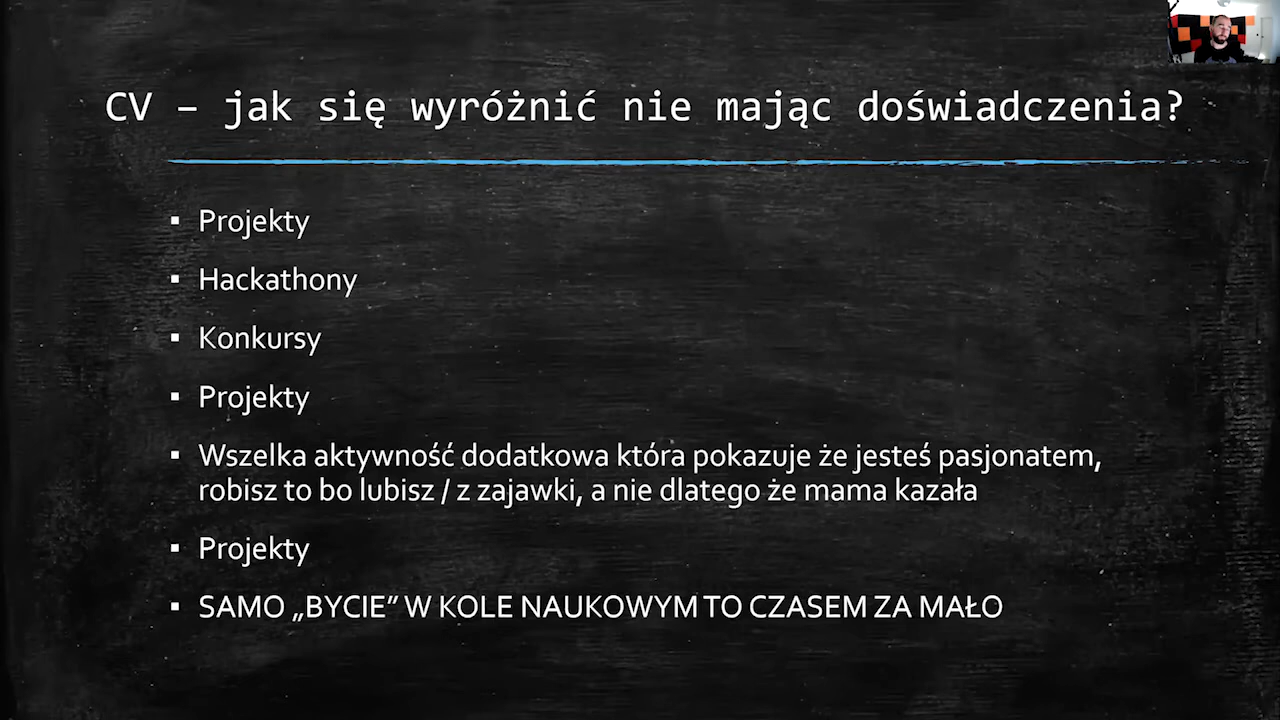 CV – jak się wyróżnić nie mając doświadczenia?
▪ Projekty
▪ Hackathony
▪ Konkursy
▪ Projekty
▪ Wszelka aktywność dodatkowa która pokazuje że jesteś pasjonatem,
robisz to bo lubisz / z zajawki, a nie dlatego że mama kazała
▪ Projekty
▪ SAMO „BYCIE” W KOLE NAUKOWYM TO CZASEM ZA MAŁO